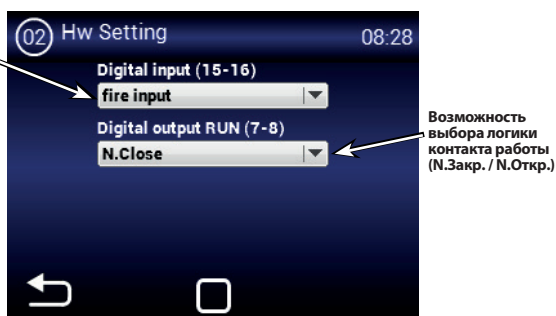 02 Hw Setting 08:28
Digital input (15-16)
fire input
Digital output RUN (7-8)
N.Close
Возможность
выбора логики
контакта работы
(N.Закр. / N.Откр.)